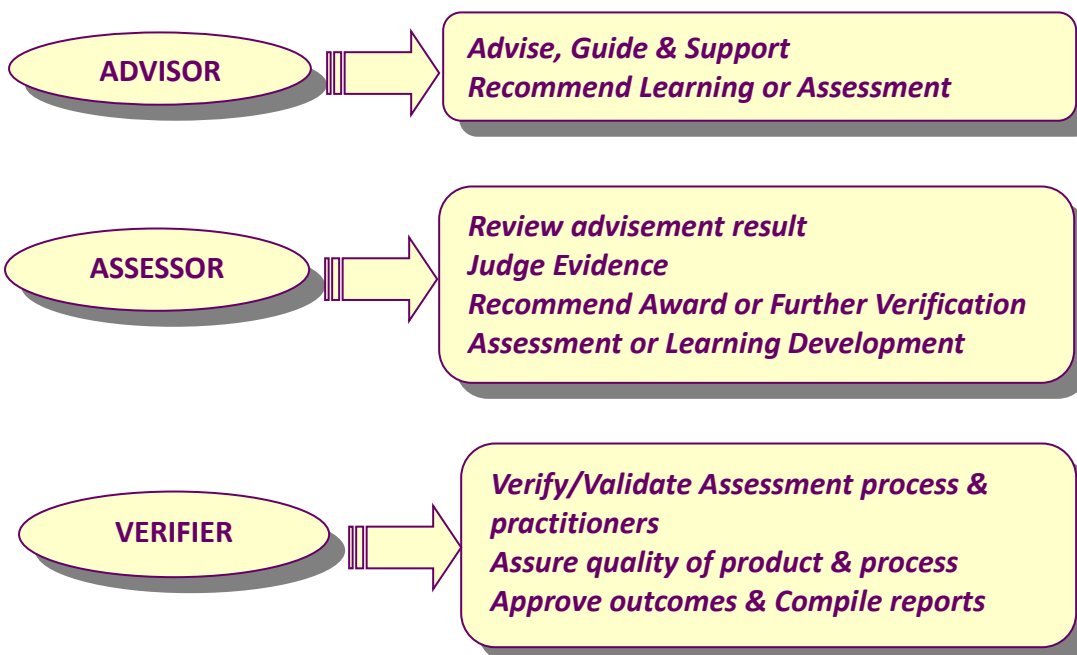 ADVISOR
Advise, Guide & Support
Recommend Learning or Assessment
ASSESSOR
Review advisement result
Judge Evidence
Recommend Award or Further Verification
Assessment or Learning Development
VERIFIER
Verify/Validate Assessment process &
practitioners
Assure quality of product & process
Approve outcomes & Compile reports